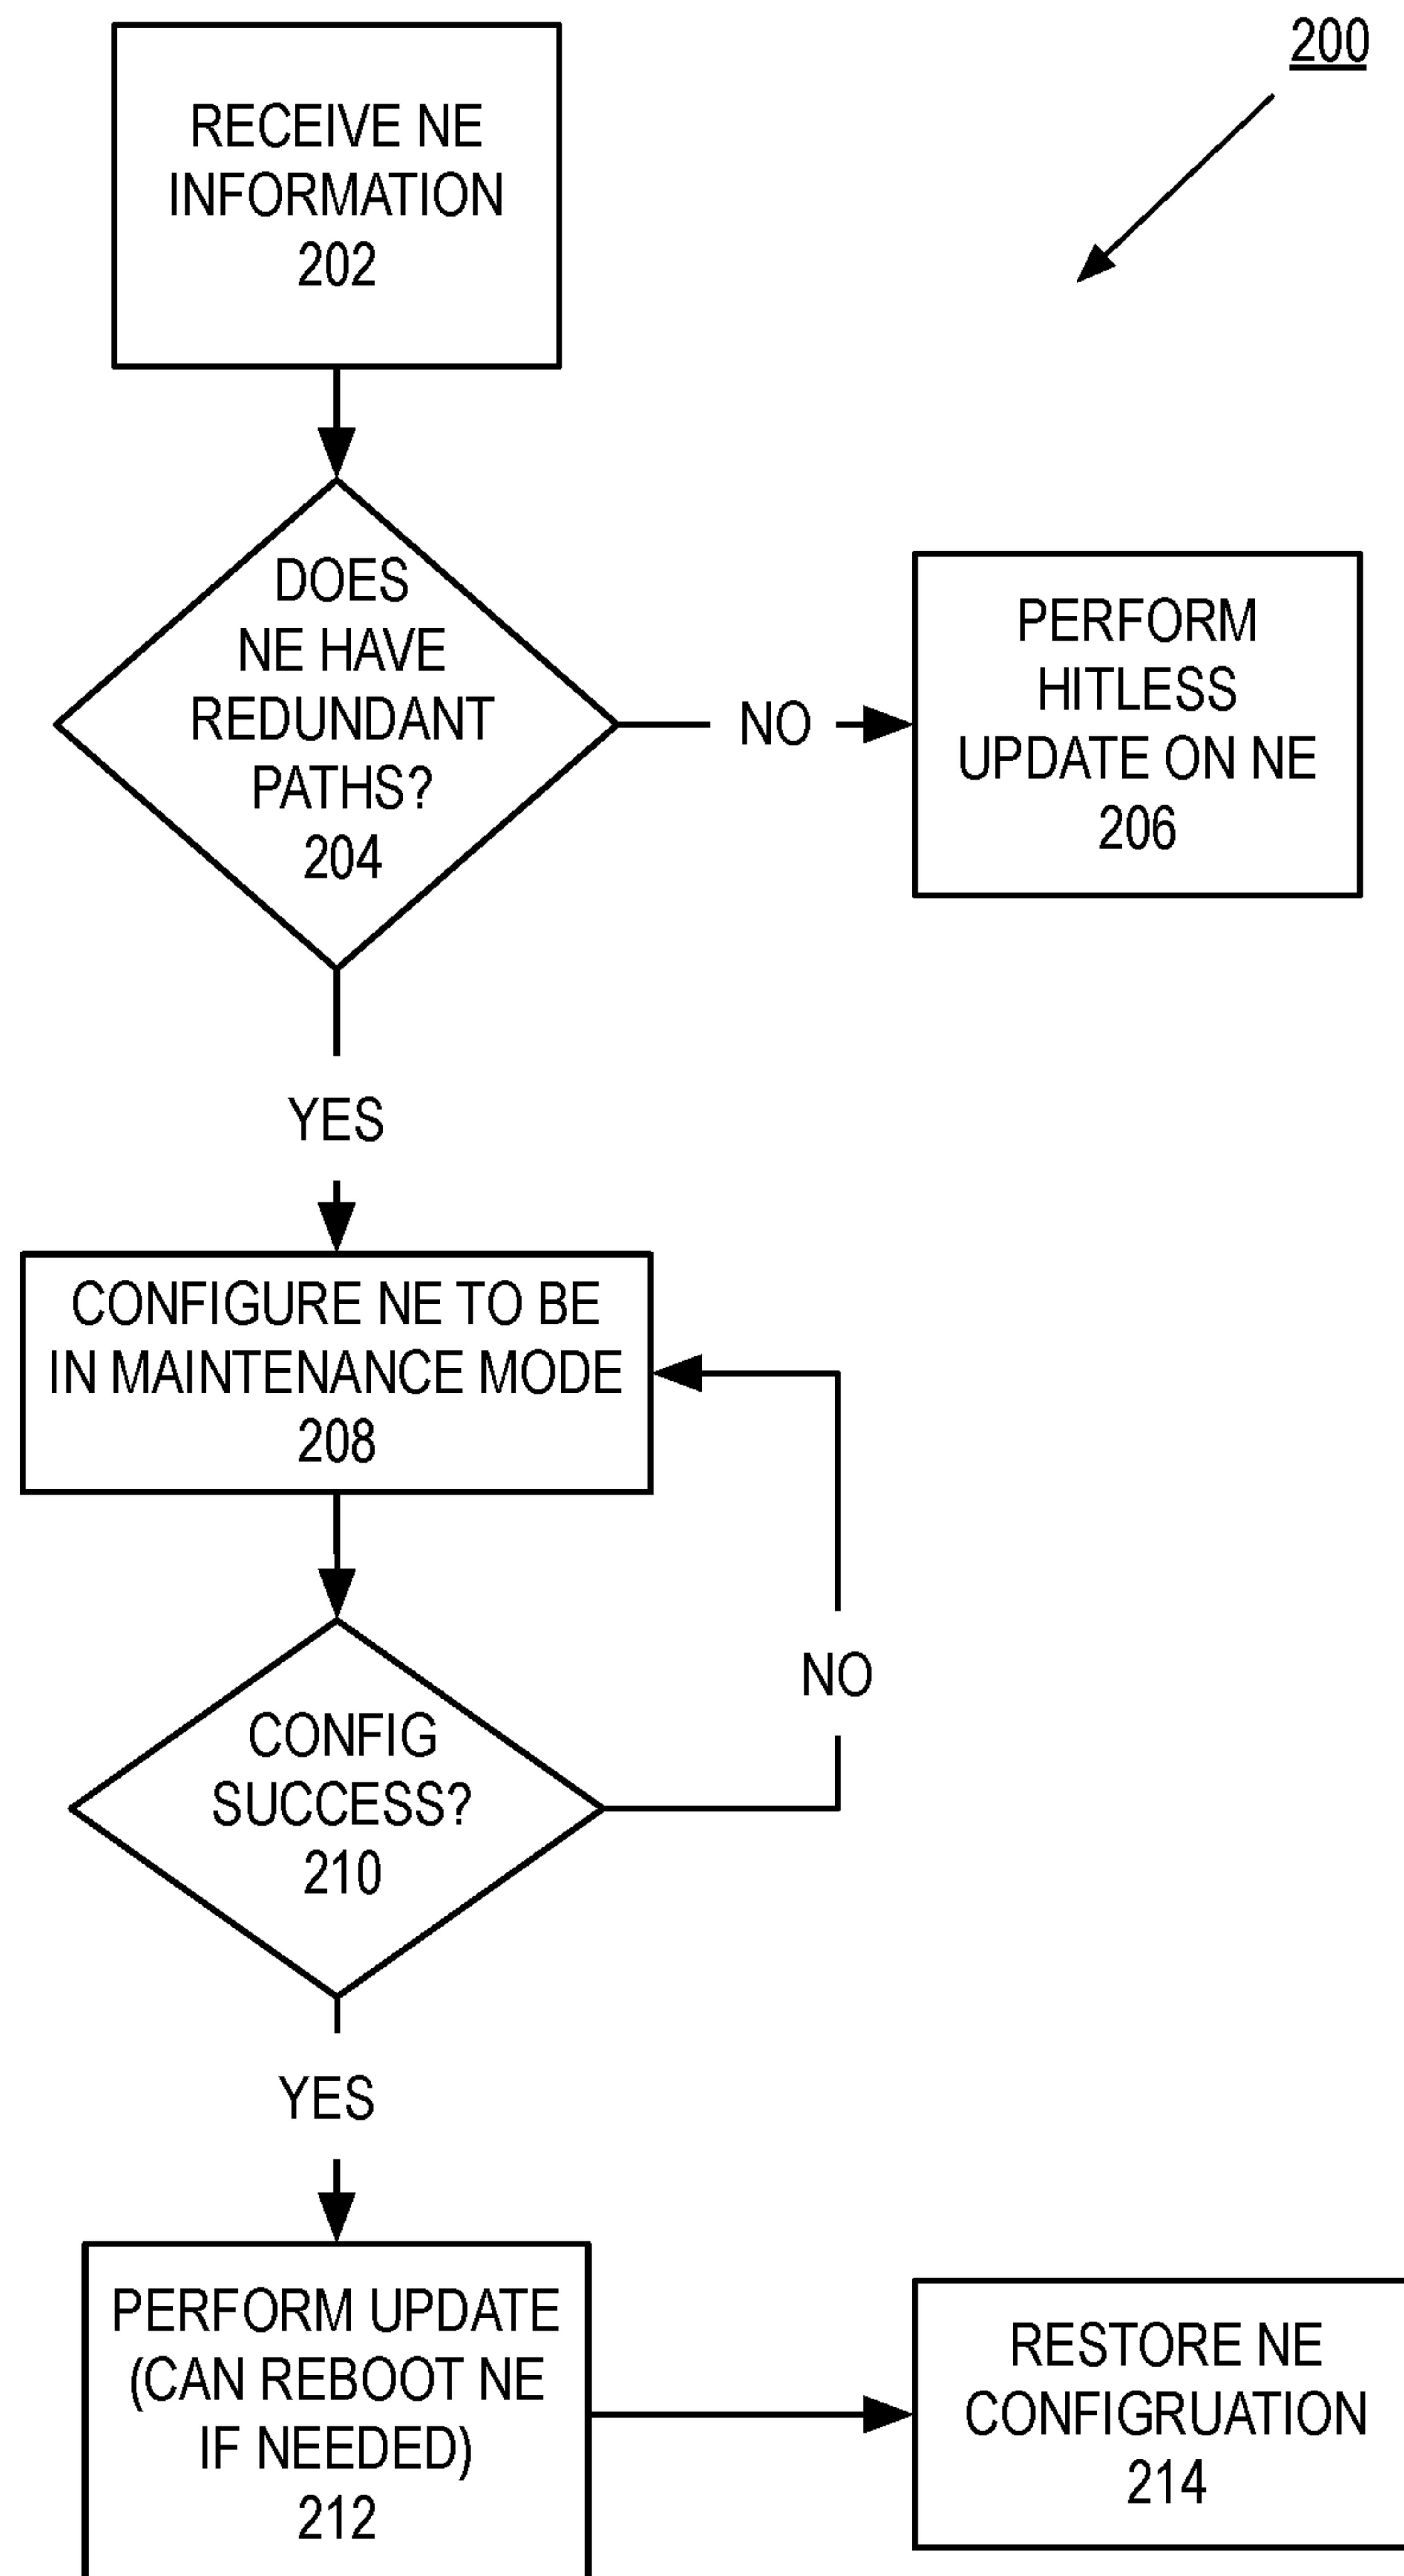 200
RECEIVE NE
INFORMATION
202
DOES
NE HAVE
REDUNDANT
PATHS?
204
NO
PERFORM
HITLESS
UPDATE ON NE
206
YES
CONFIGURE NE TO BE
IN MAINTENANCE MODE
208
NO
CONFIG
SUCCESS?
210
YES
PERFORM UPDATE
(CAN REBOOT NE
IF NEEDED)
212
RESTORE NE
CONFIGRUATION
214